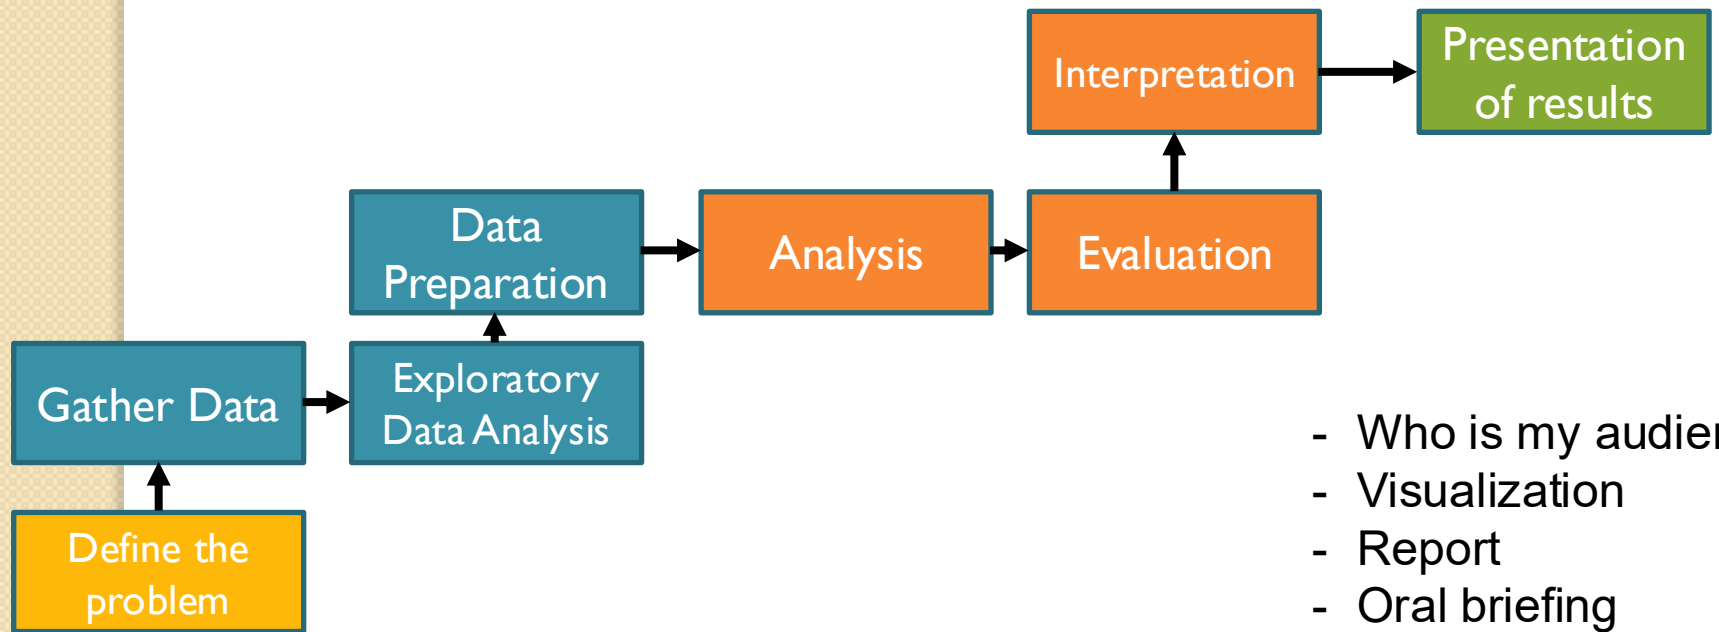 Presentation
of results
Interpretation
Data
Preparation
Analysis
Evaluation
Gather Data
Exploratory
Data Analysis
Define the
problem
- Who is my
- Visualization
- Report
- Oral briefing